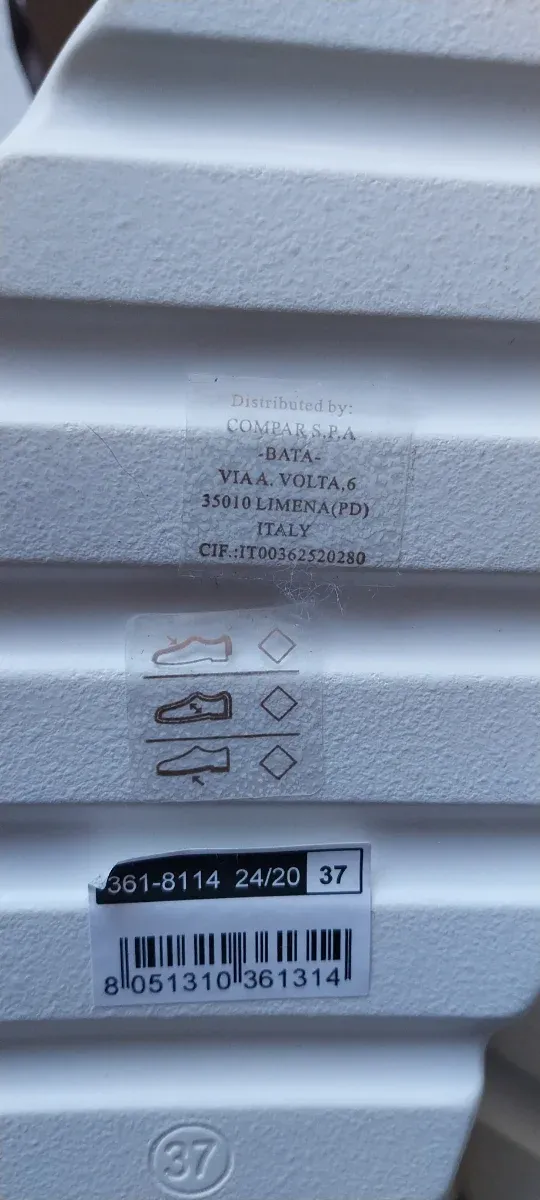 Distributed by:
COMPAR S.P.A
-BATA-
VIA A. VOLTA,6
35010 LIMENA(PD)
ITALY
CIF.:IT00362520280
361-8114 24/20 37
8 051310 361314
37